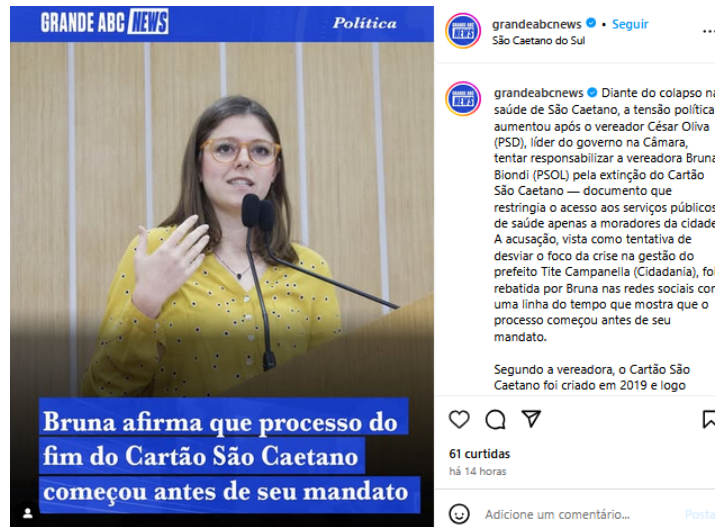 GRANDE ABC NEWS
Política
Bruna afirma que processo do
fim do Cartão São Caetano
começou antes de seu mandato
grandeabcnews • Seguir
São Caetano do Sul
...
grandeabcnews Diante do colapso na
saúde de São Caetano, a tensão política
aumentou após o vereador César Oliva
(PSD), líder do governo na Câmara,
tentar responsabilizar a vereadora Bruna
Biondi (PSOL) pela extinção do Cartão
São Caetano — documento que
restringia o acesso aos serviços públicos
de saúde apenas a moradores da cidade
A acusação, vista como tentativa de
desviar o foco da crise na gestão do
prefeito Tite Campanella (Cidadania), foi
rebatida por Bruna nas redes sociais con
uma linha do tempo que mostra que o
processo começou antes de seu
mandato.
Segundo a vereadora, o Cartão São
Caetano foi criado em 2019 e logo
61 curtidas
há 14 horas
Adicione um comentário...
Posta